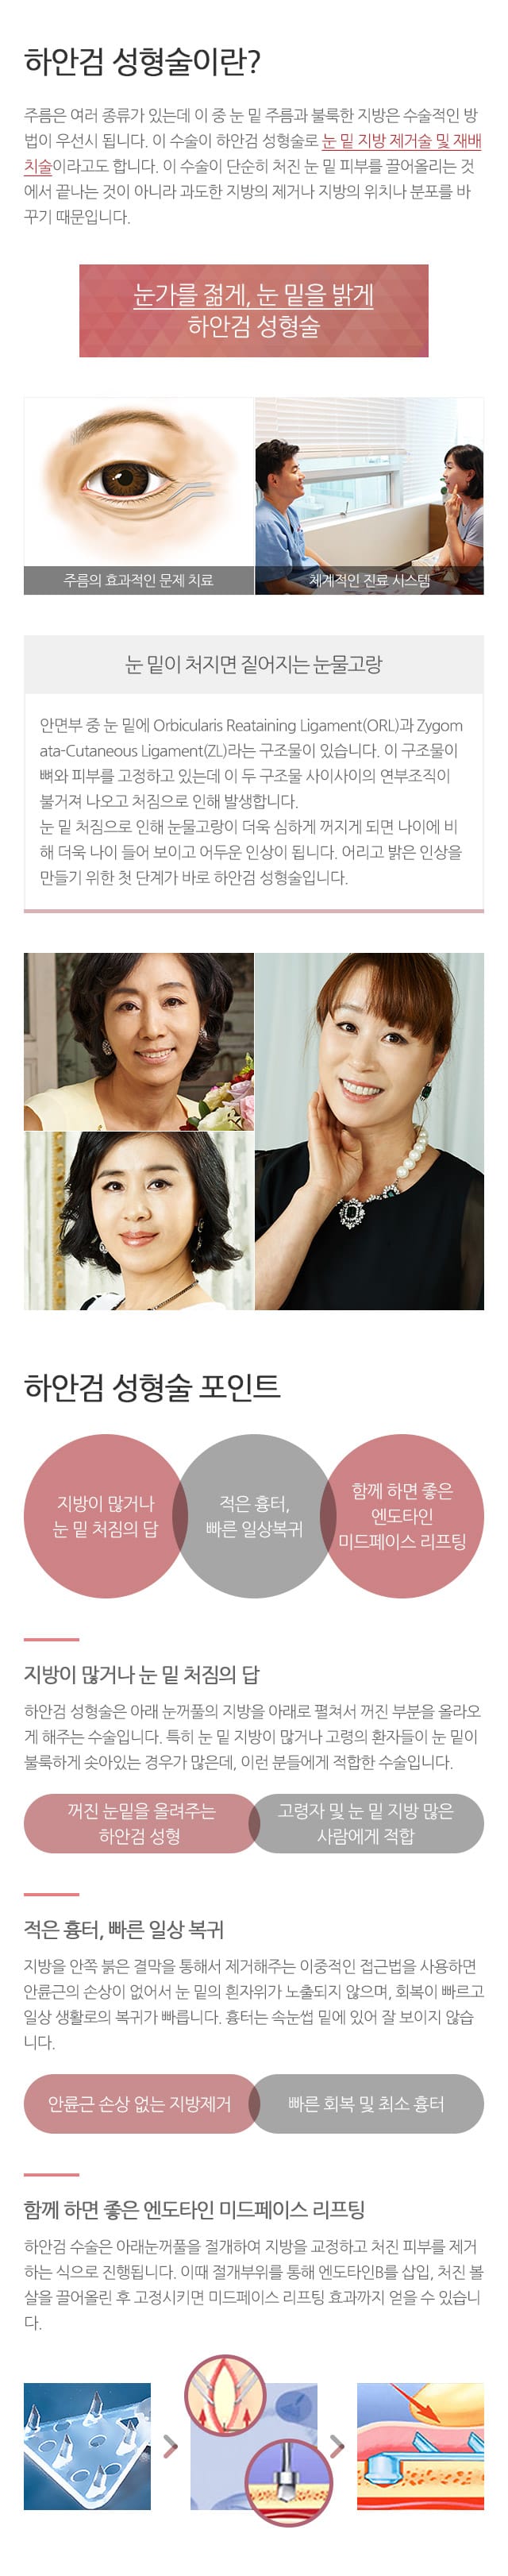 하안검 성형술이란?
주름은 여러 종류가 있는데 이 중 눈 밑 주름과 불룩한 지방은 수술적인 방
법이 우선시 됩니다. 이 수술이 하안검 성형술로 눈 밑 지방 제거술 및 재배
치술이라고도 합니다. 이 수술이 단순히 처진 눈 밑 피부를 끌어올리는 것
에서 끝나는 것이 아니라 과도한 지방의 제거나 지방의 위치나 분포를 바
꾸기 때문입니다.
눈가를 젊게, 눈 밑을 밝게
하안검 성형술
주름의 효과적인 문제 치료
체계적인 진료 시스템
눈 밑이 처지면 짙어지는 눈물고랑
안면부 중 눈 밑에 Orbicularis Reataining Ligament(ORL)과 Zygom
ata-Cutaneous Ligament(ZL)라는 구조물이 있습니다. 이 구조물이
뼈와 피부를 고정하고 있는데 이 두 구조물 사이사이의 연부조직이
불거져 나오고 처짐으로 인해 발생합니다.
눈 밑 처짐으로 인해 눈물고랑이 더욱 심하게 꺼지게 되면 나이에 비
해 더욱 나이 들어 보이고 어두운 인상이 됩니다. 어리고 밝은 인상을
만들기 위한 첫 단계가 바로 하안검 성형술입니다.
하안검 성형술 포인트
지방이 많거나
눈 밑 처짐의 답
적은 흉터,
빠른 일상복귀
함께 하면 좋은
엔도타인
미드페이스 리프팅
지방이 많거나 눈 밑 처짐의 답
하안검 성형술은 아래 눈꺼풀의 지방을 아래로 펼쳐서 꺼진 부분을 올라오
게 해주는 수술입니다. 특히 눈 밑 지방이 많거나 고령의 환자들이 눈 밑이
불룩하게 솟아있는 경우가 많은데, 이런 분들에게 적합한 수술입니다.
꺼진 눈밑을 올려주는
하안검 성형
고령자 및 눈 밑 지방 많은
사람에게 적합
적은 흉터, 빠른 일상 복귀
지방을 안쪽 붉은 결막을 통해서 제거해주는 이중적인 접근법을 사용하면
안륜근의 손상이 없어서 눈 밑의 흰자위가 노출되지 않으며, 회복이 빠르고
일상 생활로의 복귀가 빠릅니다. 흉터는 속눈썹 밑에 있어 잘 보이지 않습
니다.
안륜근 손상 없는 지방제거
빠른 회복 및 최소 흉터
함께 하면 좋은 엔도타인 미드페이스 리프팅
하안검 수술은 아래눈꺼풀을 절개하여 지방을 교정하고 처진 피부를 제거
하는 식으로 진행됩니다. 이때 절개부위를 통해 엔도타인B를 삽입, 처진 볼
살을 끌어올린 후 고정시키면 미드페이스 리프팅 효과까지 얻을 수 있습니
다.